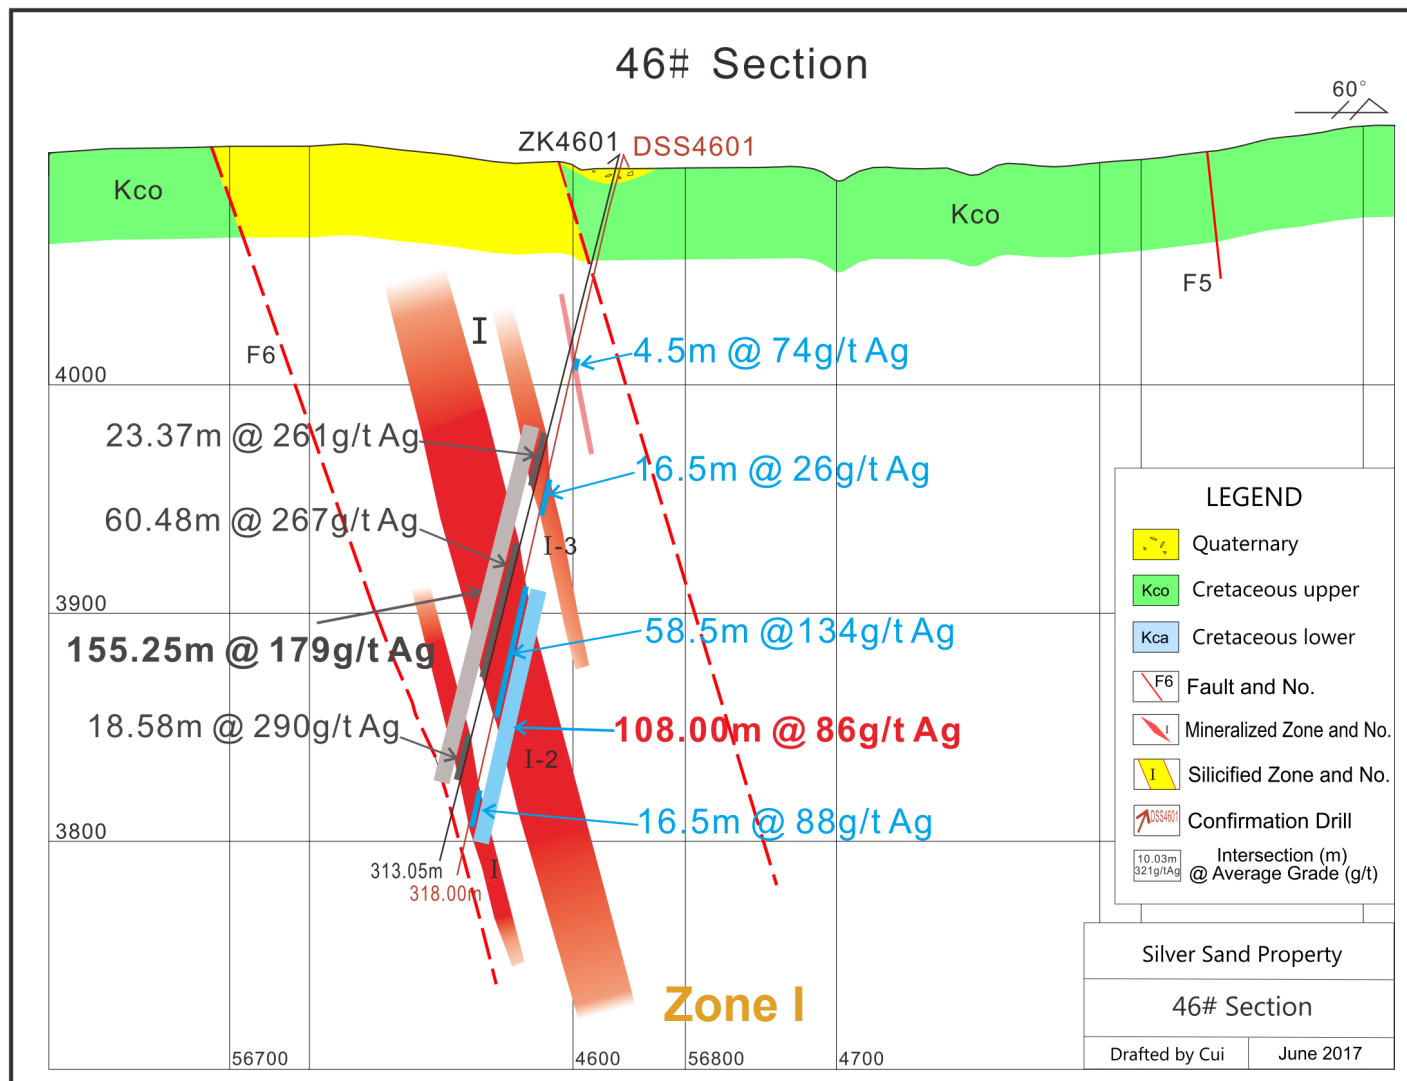 46# Section
60°
ZK4601
DSS4601
Kco
Kco
F5
F6
I
4.5m @ 74g/t Ag
4000
23.37m @ 261g/t Ag
16.5m @ 26g/t Ag
60.48m @ 267g/t Ag
I-3
3900
58.5m @134g/t Ag
155.25m @ 179g/t Ag
18.58m @ 290g/t Ag
108.00m @ 86g/t Ag
I-2
16.5m @ 88g/t Ag
3800
313.05m
318.00m
I
Zone I
56700
4600
56800
4700
LEGEND
Quaternary
Kco
Cretaceous upper
Kca
Cretaceous lower
F6
Fault and No.
I
Mineralized Zone and No.
I
Silicified Zone and No.
DSS4601
Confirmation Drill
10.03m
321g/tAg
Intersection (m)
@ Average Grade (g/t)
Silver Sand Property
46# Section
Drafted by Cui
June 2017